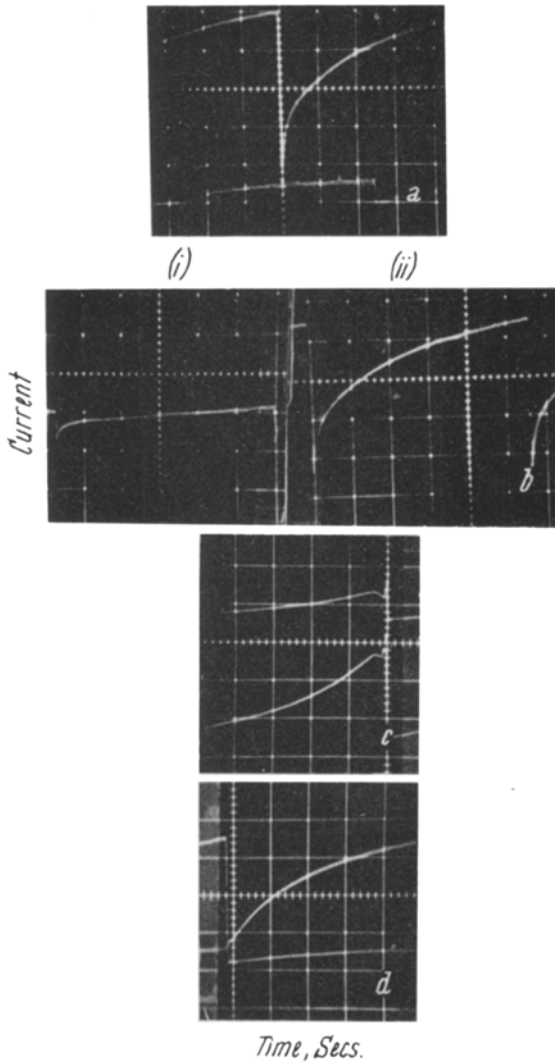 a
(i) (ii)
Current
b
c
d
Time, Secs.